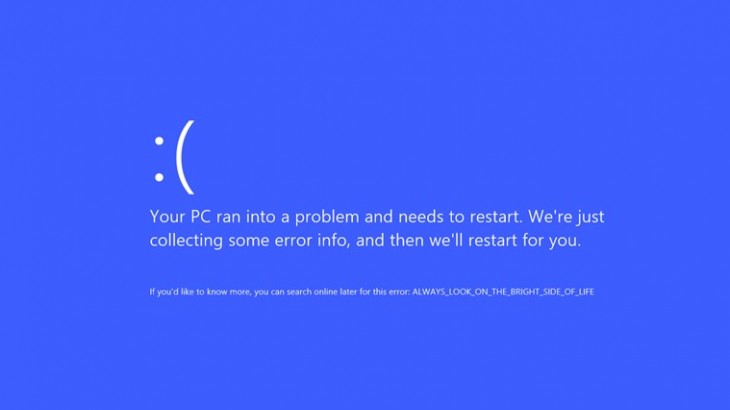 :(
Your PC ran into a problem and needs to restart. We're just
collecting some error info, and then we'll restart for you.
If you'd like to know more, you can search online later for this error: ALWAYS_LOOK_ON_THE_BRIGHT_SIDE_OF_LIFE